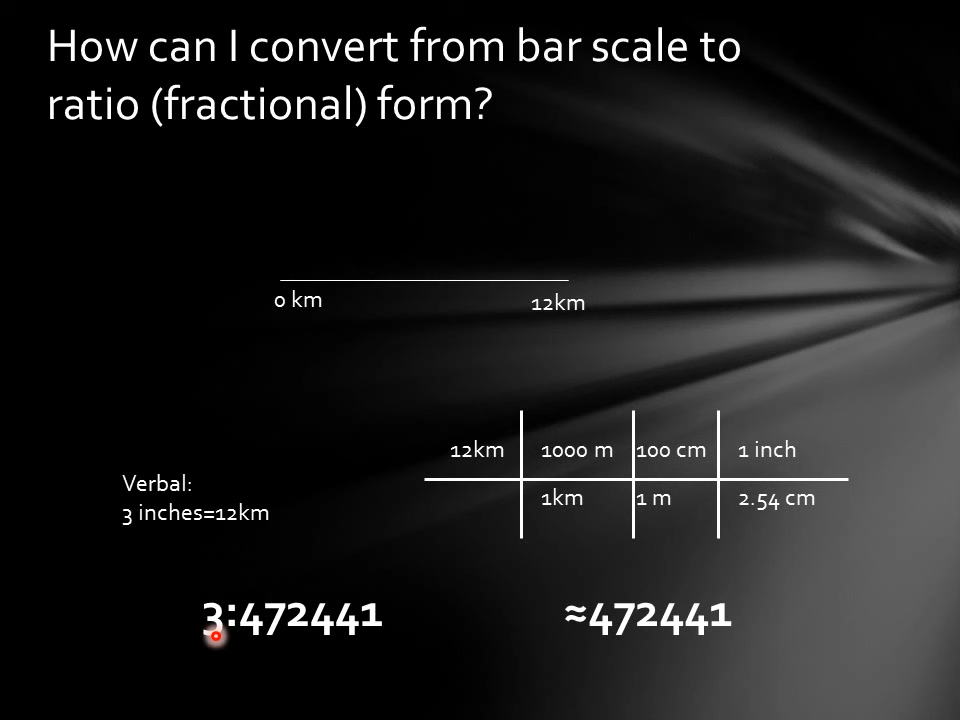 How can I convert from bar scale to
ratio (fractional) form?
0 km
12km
12km 1000 m 100 cm 1 inch
1km 1 m 2.54 cm
Verbal:
3 inches=12km
3:472441 ≈472441